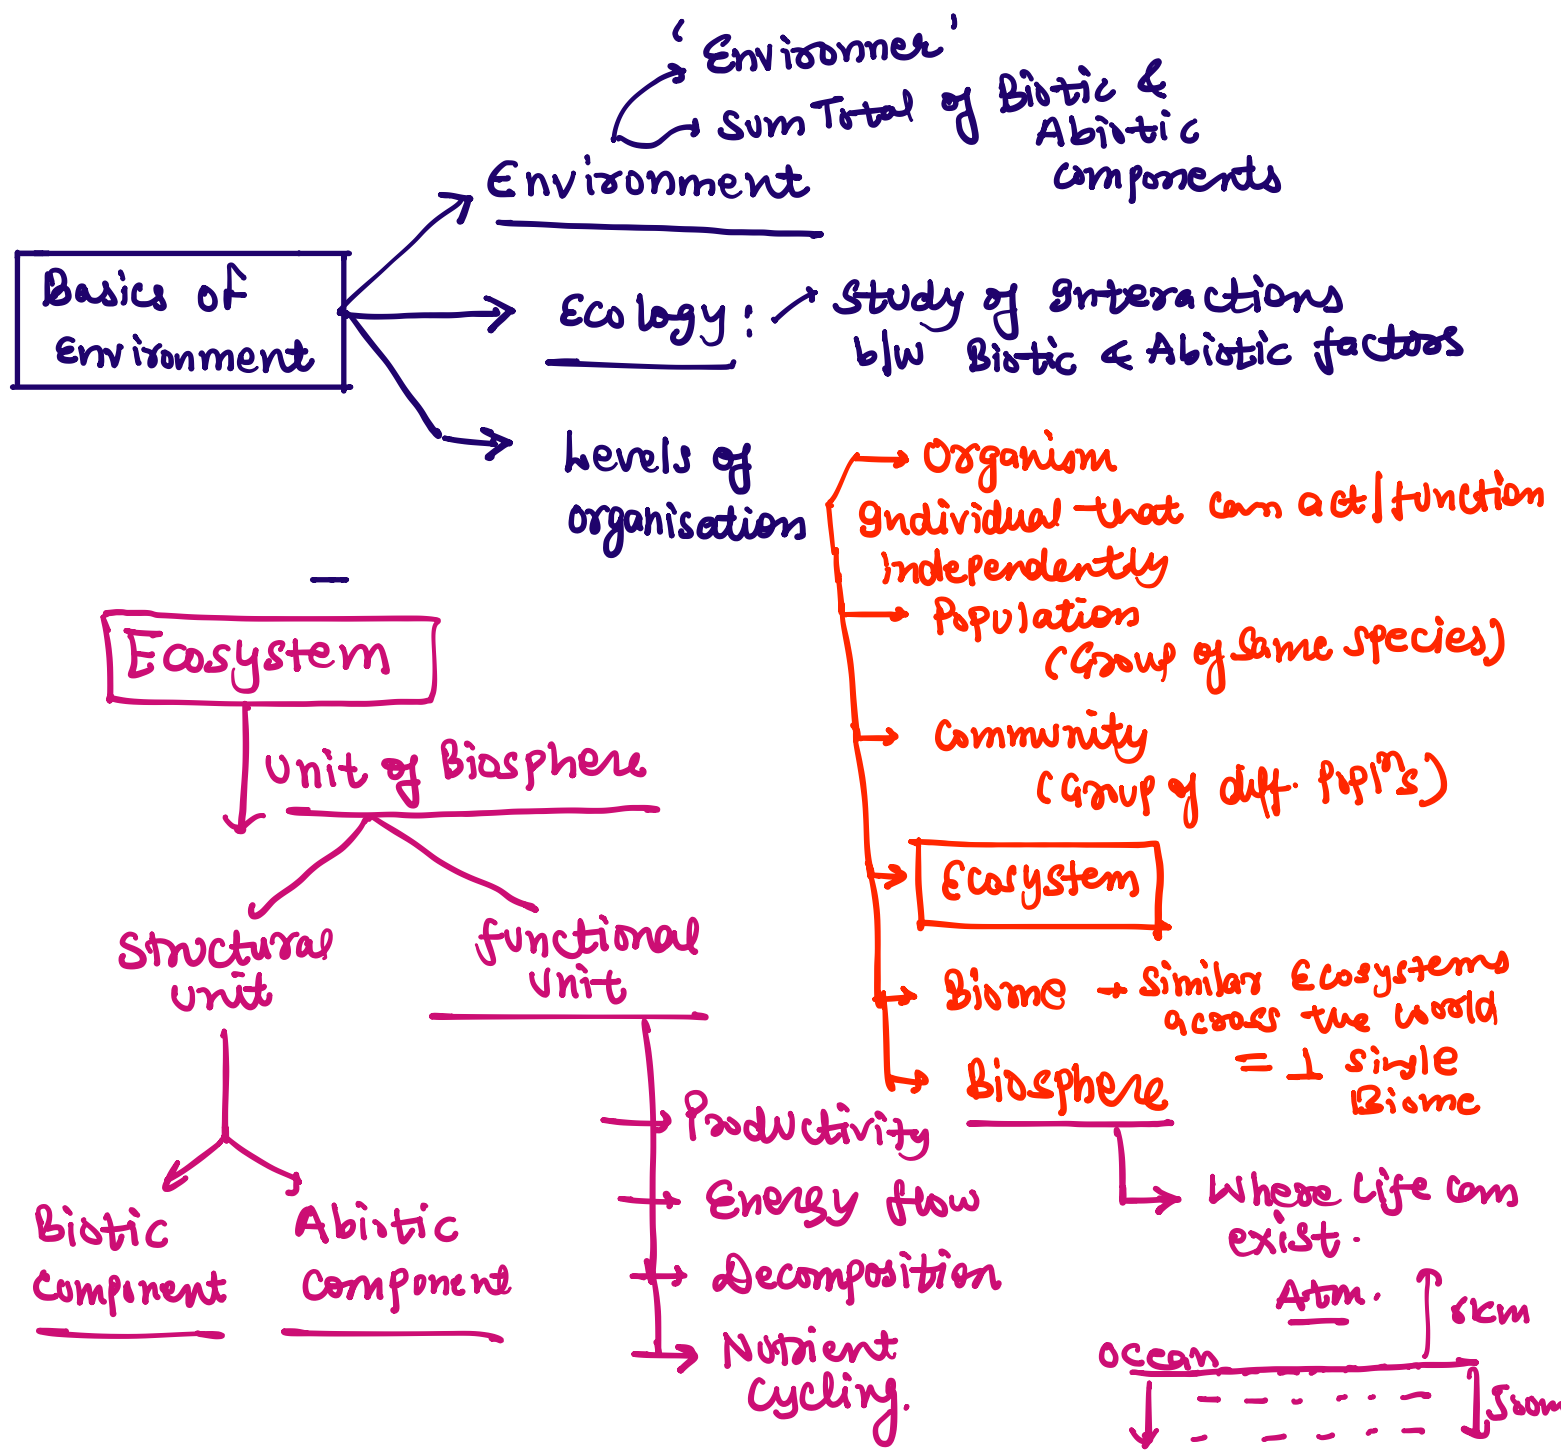 'Environner'
Sum Total of Biotic &
Abiotic
components
Environment
Basics of
Environment
Ecology :
Study of Interactions
b/w Biotic & Abiotic factors
Levels of
organisation
Organism
Individual that can act/function
independently
Population
(Group of same species)
Community
(Group of diff. Popl^ns)
Ecosystem
Biome → Similar Ecosystems
across the world
= 1 single
Biome
Biosphere
Where Life can
exist.
Atm.
Ocean
Ecosystem
Unit of Biosphere
Structural
unit
functional
Unit
Biotic
Component
Abiotic
Component
Productivity
Energy flow
Decomposition
Nutrient
Cycling.